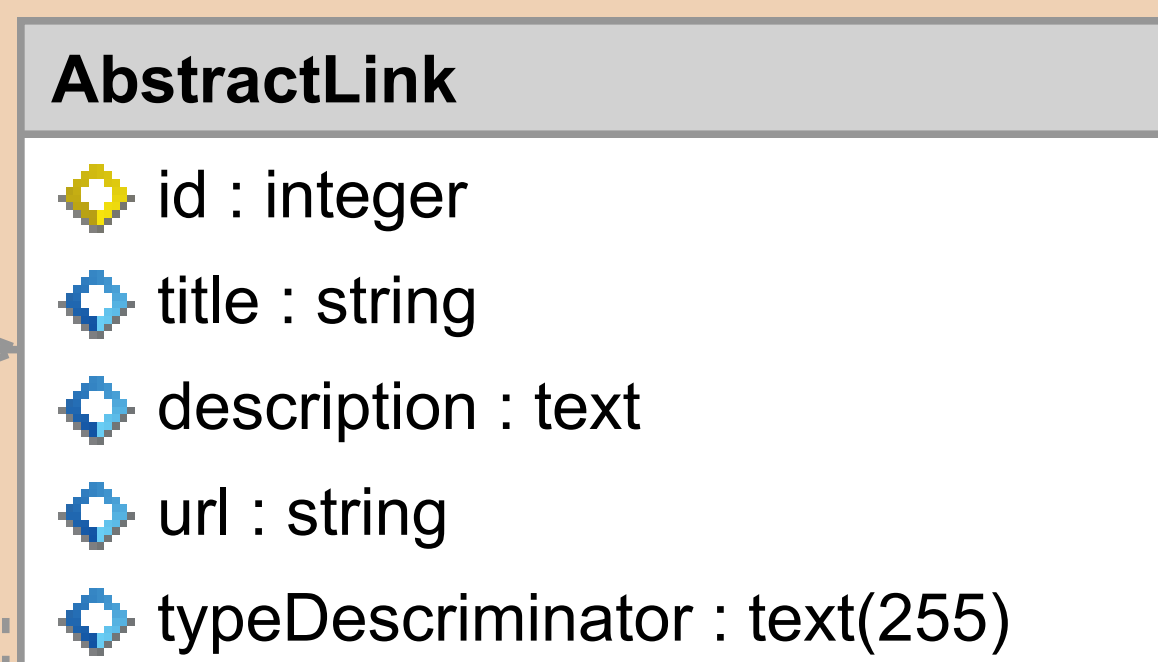 AbstractLink
id : integer
title : string
description : text
url : string
typeDescriminator : text(255)